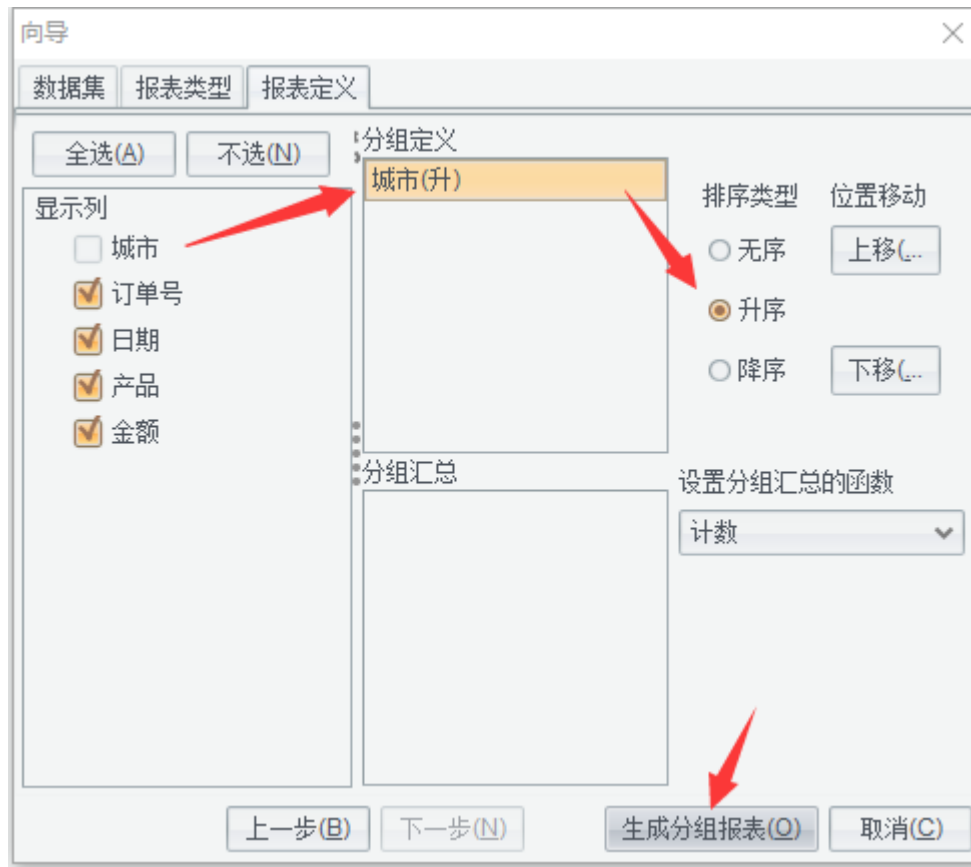 向导
数据集 报表类型 报表定义
全选(A) 不选(N)
显示列
城市
订单号
日期
产品
金额
分组定义
城市(升)
排序类型 位置移动
无序 上移(...
升序
降序 下移(...
分组汇总
设置分组汇总的函数
计数
上一步(B) 下一步(N) 生成分组报表(O) 取消(C)